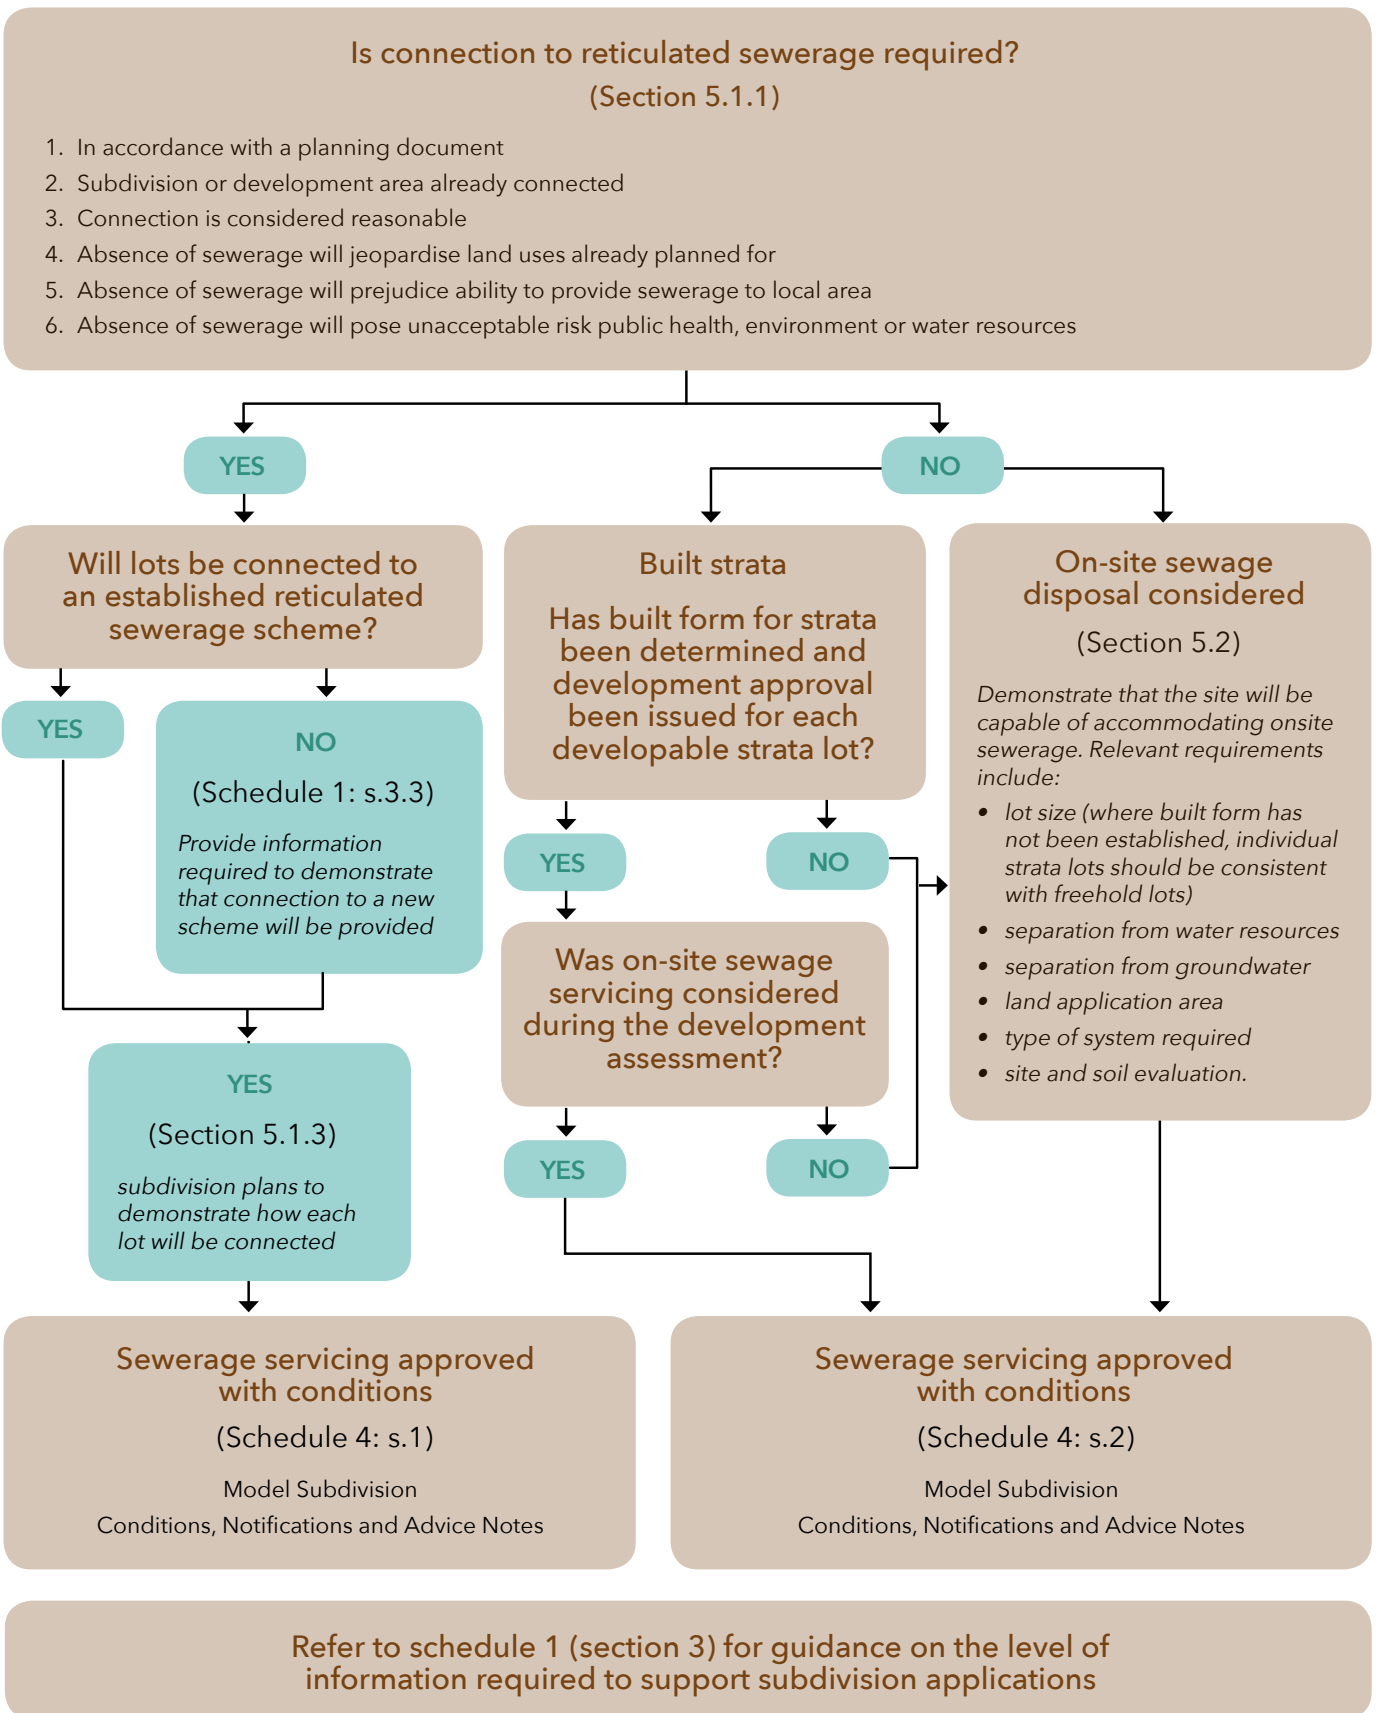 Is connection to reticulated sewerage required?
(Section 5.1.1)
1. In accordance with a planning document
2. Subdivision or development area already connected
3. Connection is considered reasonable
4. Absence of sewerage will jeopardise land uses already planned for
5. Absence of sewerage will prejudice ability to provide sewerage to local area
6. Absence of sewerage will pose unacceptable risk public health, environment or water resources
YES
NO
Will lots be connected to
an established reticulated
sewerage scheme?
YES
NO
(Schedule 1: s.3.3)
Provide information
required to demonstrate
that connection to a new
scheme will be provided
YES
(Section 5.1.3)
subdivision plans to
demonstrate how each
lot will be connected
Built strata
Has built form for strata
been determined and
development approval
been issued for each
developable strata lot?
YES
NO
Was on-site sewage
servicing considered
during the development
assessment?
YES
NO
On-site sewage
disposal considered
(Section 5.2)
Demonstrate that the site will be
capable of accommodating onsite
sewerage. Relevant requirements
include:
• lot size (where built form has
not been established, individual
strata lots should be consistent
with freehold lots)
• separation from water resources
• separation from groundwater
• land application area
• type of system required
• site and soil evaluation.
Sewerage servicing approved
with conditions
(Schedule 4: s.1)
Model Subdivision
Conditions, Notifications and Advice Notes
Sewerage servicing approved
with conditions
(Schedule 4: s.2)
Model Subdivision
Conditions, Notifications and Advice Notes
Refer to schedule 1 (section 3) for guidance on the level of
information required to support subdivision applications